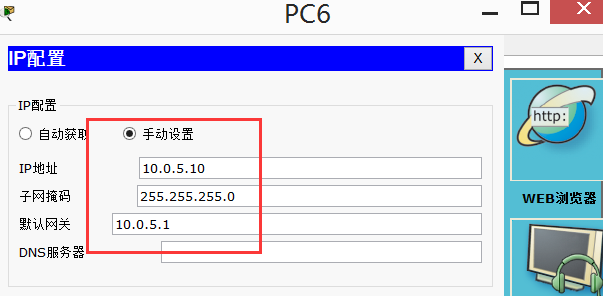 PC6
IP配置
X
IP配置
自动获取 手动设置
IP地址 10.0.5.10
子网掩码 255.255.255.0
默认网关 10.0.5.1
DNS服务器
http:
WEB浏览器